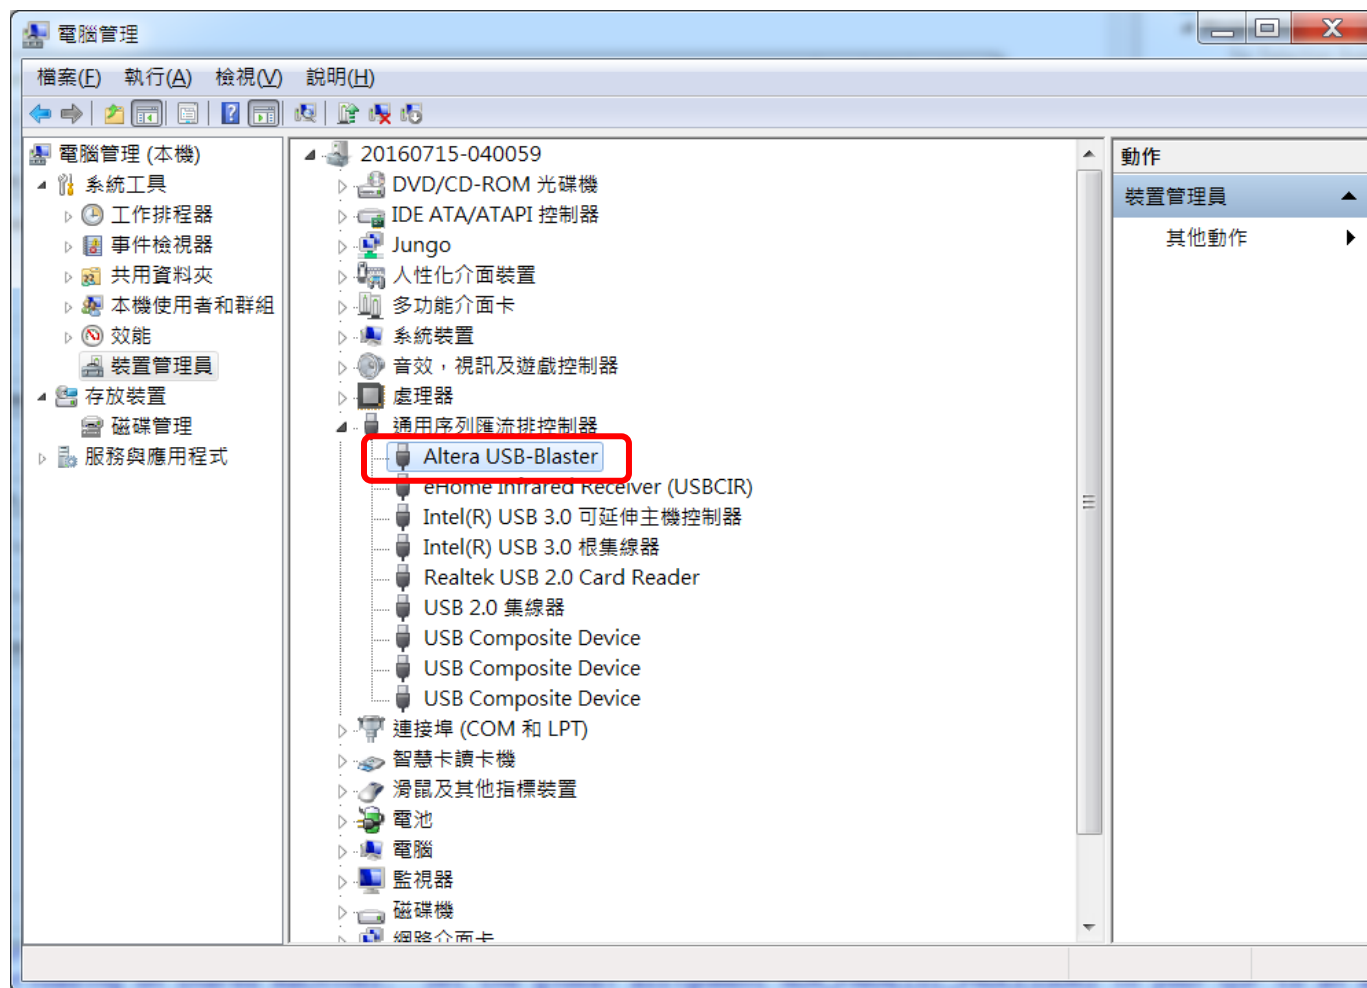 電腦管理
檔案(F) 執行(A) 檢視(V) 說明(H)
電腦管理 (本機)
系統工具
工作排程器
事件檢視器
共用資料夾
本機使用者和群組
效能
裝置管理員
存放裝置
磁碟管理
服務與應用程式
20160715-040059
DVD/CD-ROM 光碟機
IDE ATA/ATAPI 控制器
Jungo
人性化介面裝置
多功能介面卡
系統裝置
音效，視訊及遊戲控制器
處理器
通用序列匯流排控制器
Altera USB-Blaster
eHome Infrared Receiver (USBCIR)
Intel(R) USB 3.0 可延伸主機控制器
Intel(R) USB 3.0 根集線器
Realtek USB 2.0 Card Reader
USB 2.0 集線器
USB Composite Device
USB Composite Device
USB Composite Device
連接埠 (COM 和 LPT)
智慧卡讀卡機
滑鼠及其他指標裝置
電池
電腦
監視器
磁碟機
網路介面卡
動作
裝置管理員
其他動作